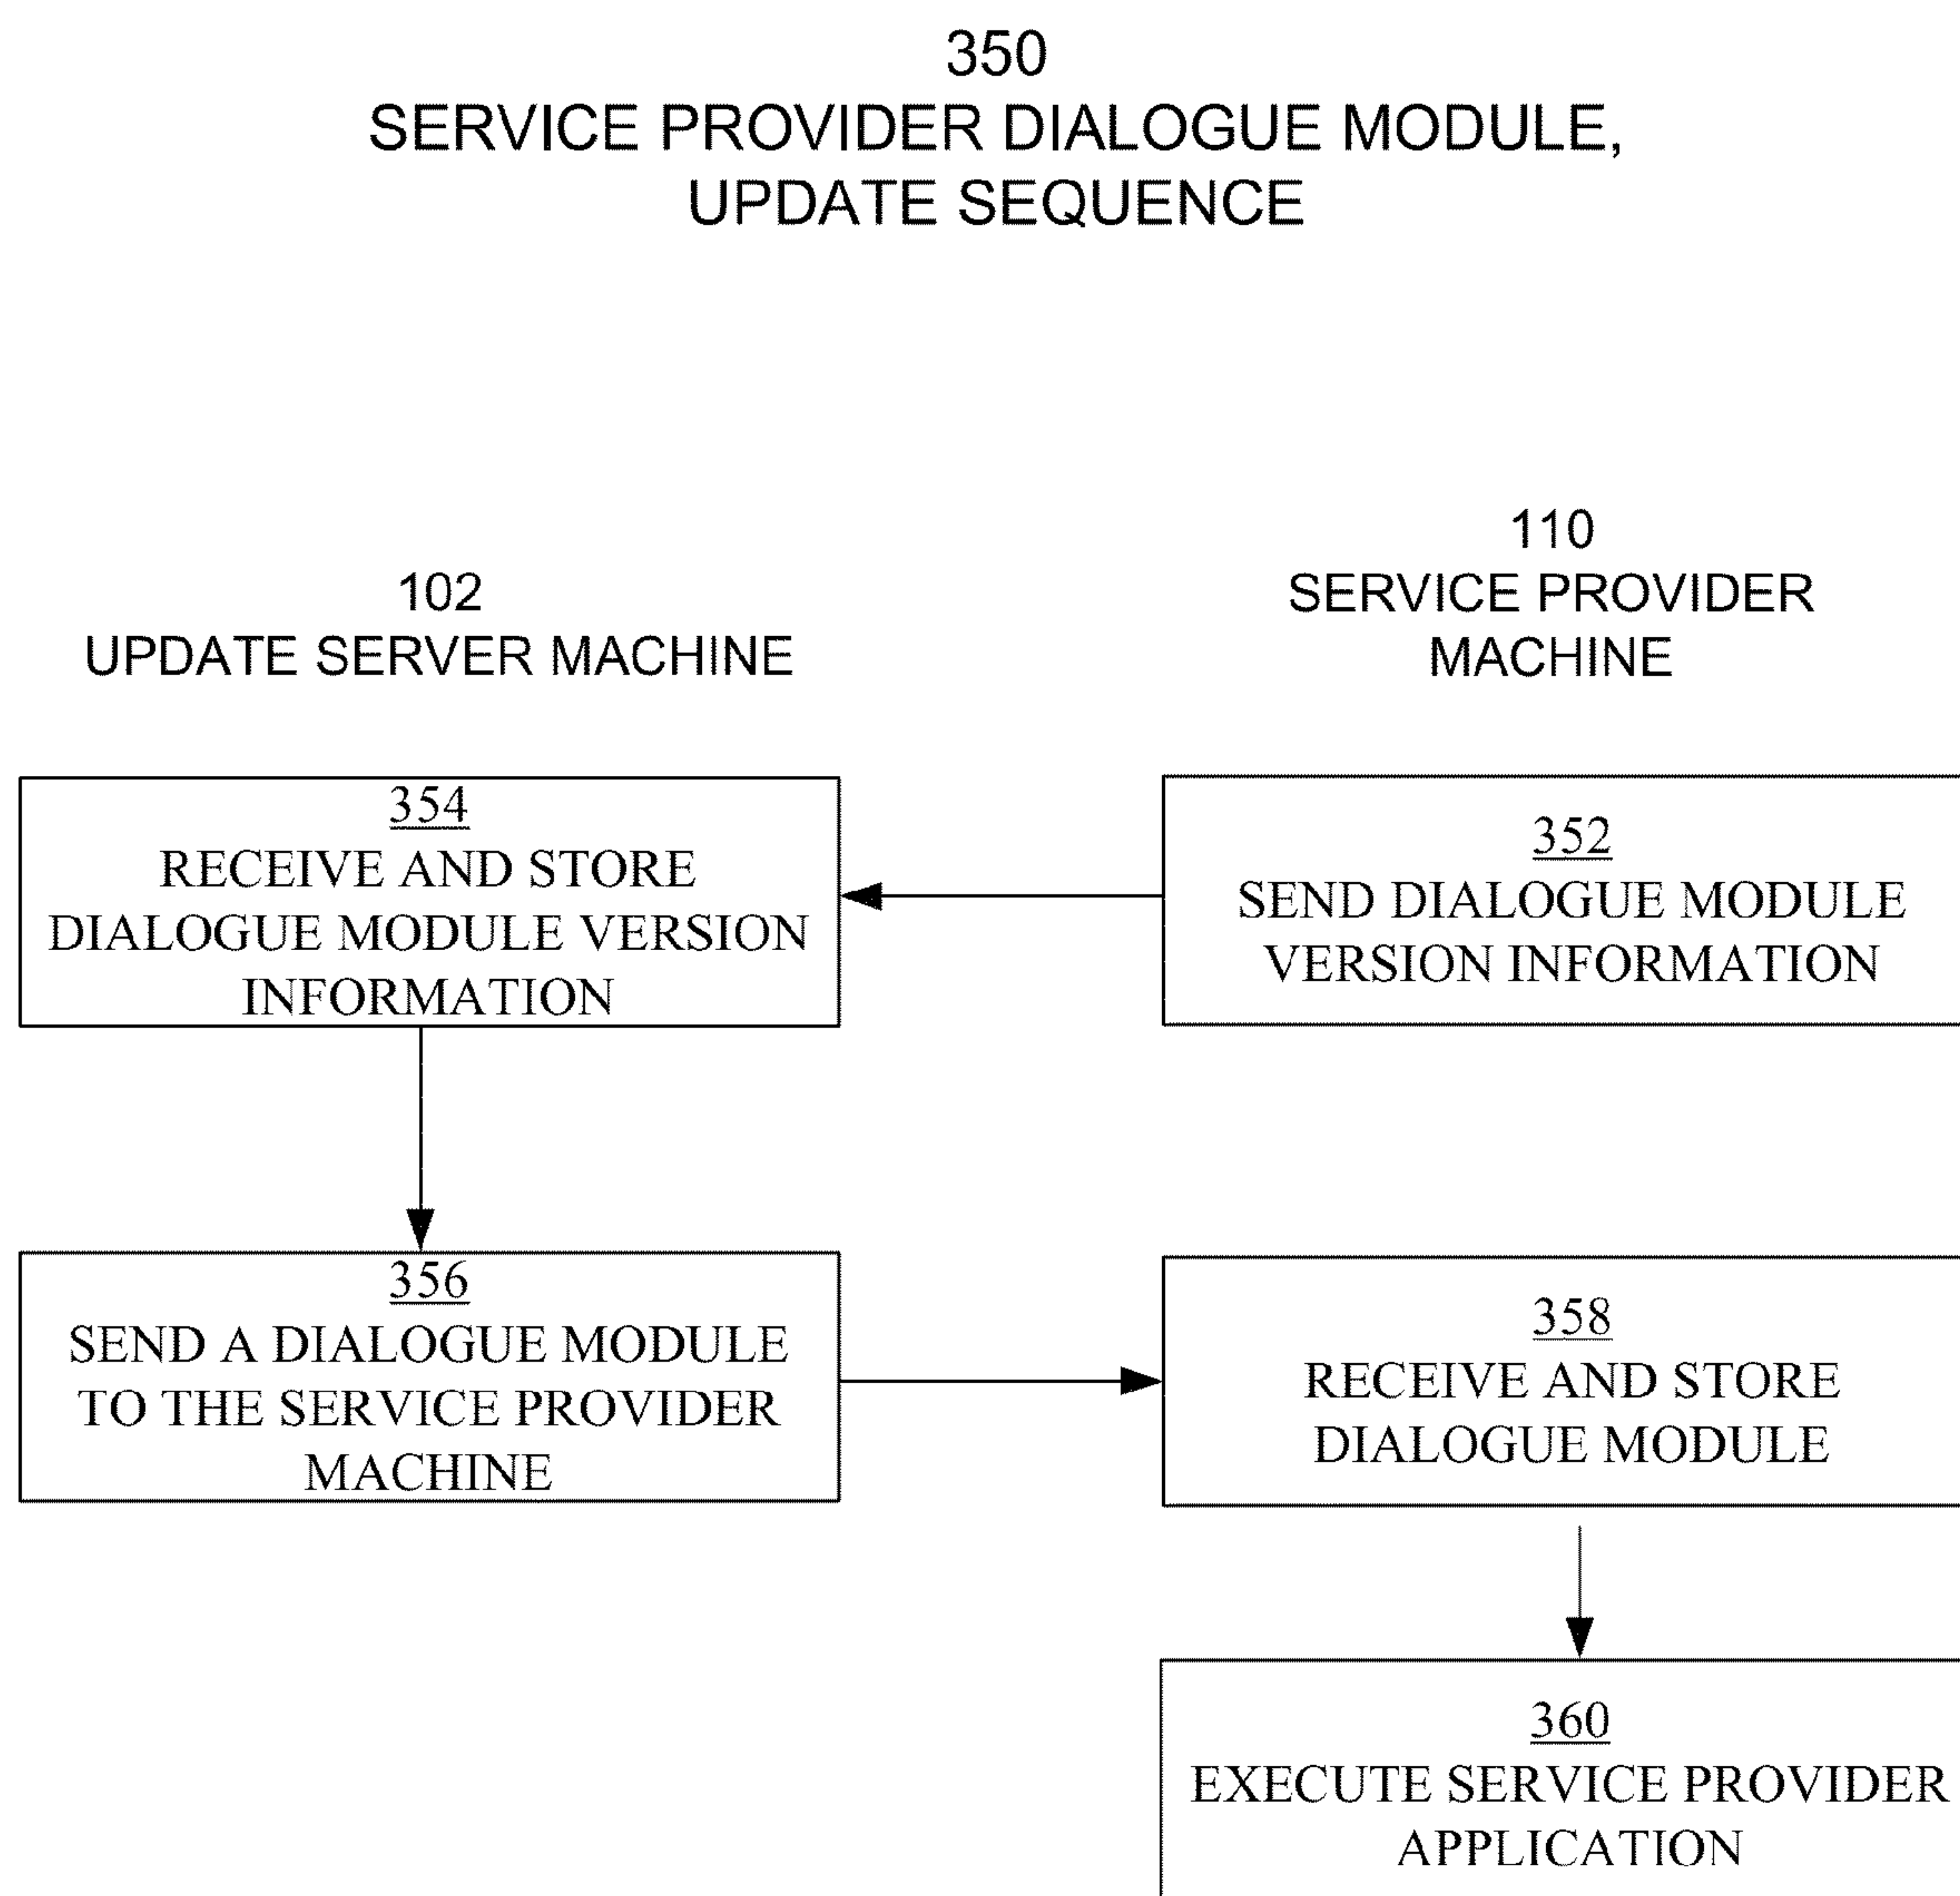 350
SERVICE PROVIDER DIALOGUE MODULE,
UPDATE SEQUENCE
102
UPDATE SERVER MACHINE
110
SERVICE PROVIDER
MACHINE
354
RECEIVE AND STORE
DIALOGUE MODULE VERSION
INFORMATION
352
SEND DIALOGUE MODULE
VERSION INFORMATION
356
SEND A DIALOGUE MODULE
TO THE SERVICE PROVIDER
MACHINE
358
RECEIVE AND STORE
DIALOGUE MODULE
360
EXECUTE SERVICE PROVIDER
APPLICATION